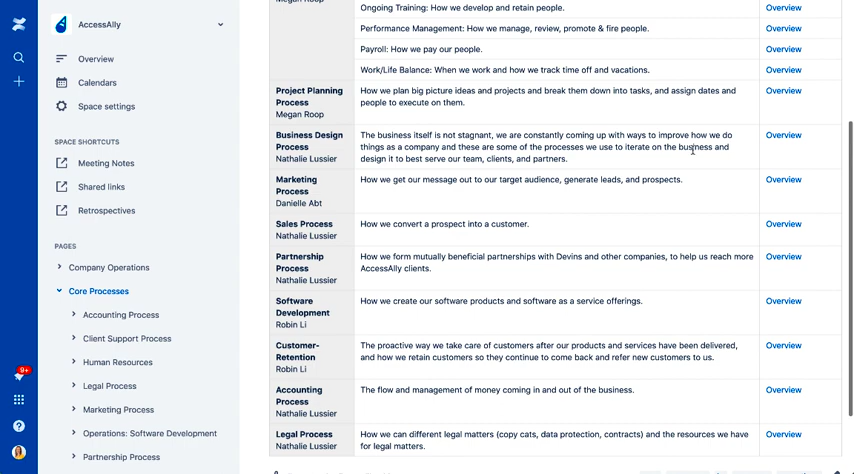 AccessAlly
Overview
Calendars
Space settings
SPACE SHORTCUTS
Meeting Notes
Shared links
Retrospectives
PAGES
Company Operations
Core Processes
Accounting Process
Client Support Process
Human Resources
Legal Process
Marketing Process
Operations: Software Development
Partnership Process
9+
Megan Roop
Ongoing Training: How we develop and retain people.
Overview
Performance Management: How we manage, review, promote & fire people.
Overview
Payroll: How we pay our people.
Overview
Work/Life Balance: When we work and how we track time off and vacations.
Overview
Project Planning
Process
Megan Roop
How we plan big picture ideas and projects and break them down into tasks, and assign dates and
people to execute on them.
Overview
Business Design
Process
Nathalie Lussier
The business itself is not stagnant, we are constantly coming up with ways to improve how we do
things as a company and these are some of the processes we use to iterate on the business and
design it to best serve our team, clients, and partners.
Overview
Marketing
Process
Danielle Abt
How we get our message out to our target audience, generate leads, and prospects.
Overview
Sales Process
Nathalie Lussier
How we convert a prospect into a customer.
Overview
Partnership
Process
Nathalie Lussier
How we form mutually beneficial partnerships with Devins and other companies, to help us reach more
AccessAlly clients.
Overview
Software
Development
Robin Li
How we create our software products and software as a service offerings.
Overview
Customer-
Retention
Robin Li
The proactive way we take care of customers after our products and services have been delivered,
and how we retain customers so they continue to come back and refer new customers to us.
Overview
Accounting
Process
Nathalie Lussier
The flow and management of money coming in and out of the business.
Overview
Legal Process
Nathalie Lussier
How we can different legal matters (copy cats, data protection, contracts) and the resources we have
for legal matters.
Overview